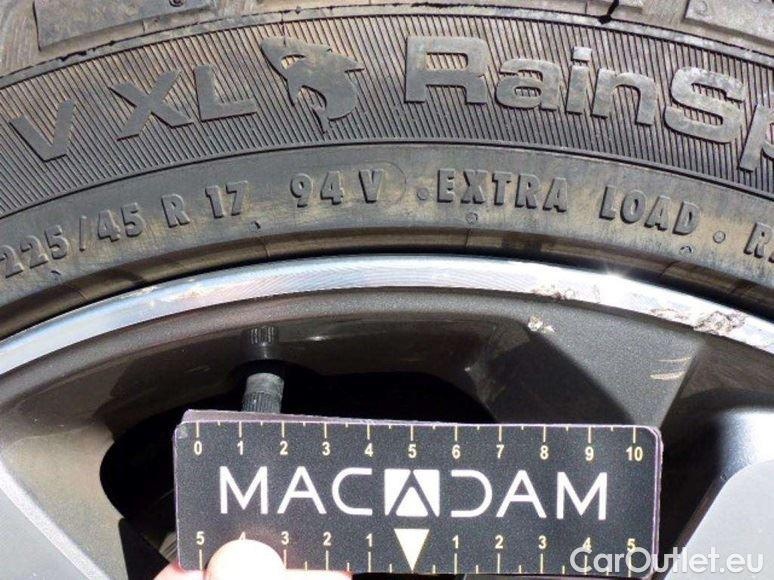 V XL RainSp
225/45 R 17 94 V . EXTRA LOAD .
0 1 2 3 4 5 6 7 8 9 10
MACADAM
5 4 3 2 1 1 2 3 4 5
CarOutlet.eu